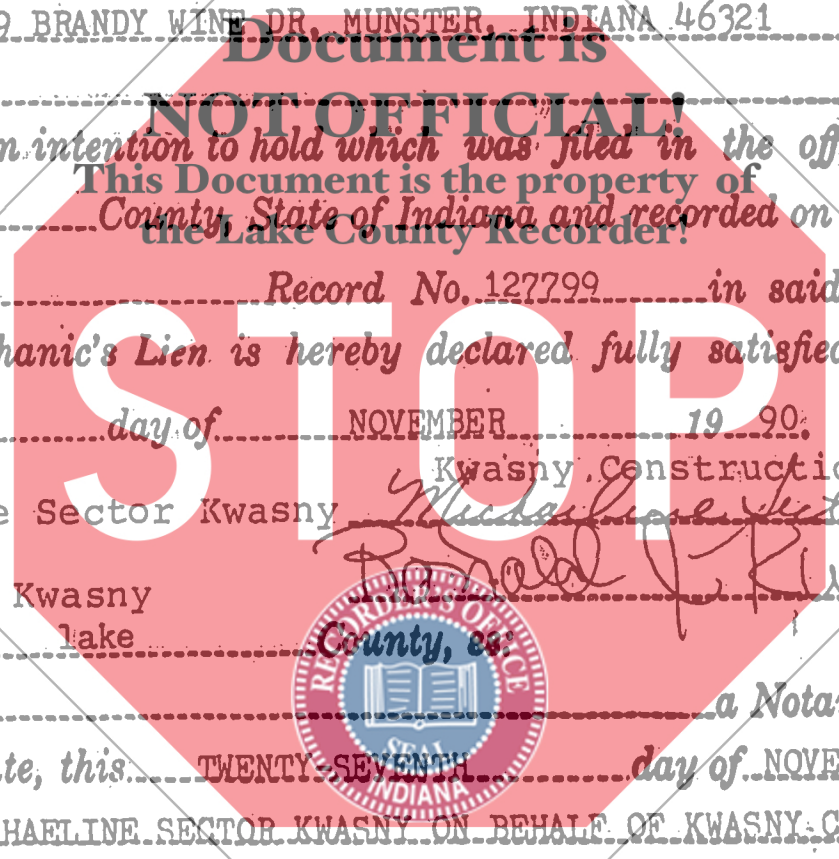 9 BRANDY WINE DR, MUNSTER, INDIANA 46321
Document is
NOT OFFICIAL!
n intention to hold which was filed in the off
This Document is the property of
County, State of Indiana and recorded on
the Lake County Recorder!
Record No. 127799 in said
hanic's Lien is hereby declared fully satisfied
STOP
day of NOVEMBER 19 90.
Kwasny Constructio
e Sector Kwasny Michaeline Sect
Ronald J. K
Kwasny
lake County, ss:
RECORDER'S OFFICE
SEAL
INDIANA
a Nota
te, this TWENTY-SEVENTH day of NOVE
HAELINE SECTOR KWASNY ON BEHALF OF KWASNY C